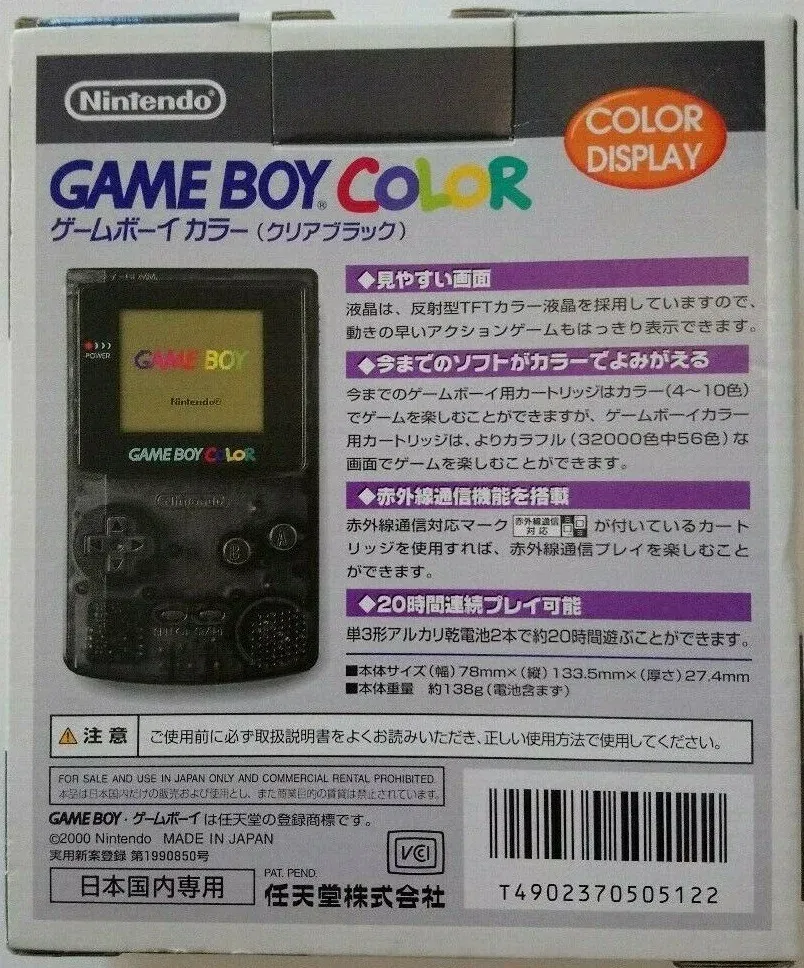 Nintendo®
COLOR
DISPLAY
GAME BOY® COLOR
ゲームボーイ カラー(クリアブラック)
POWER
GAME BOY
Nintendo®
GAME BOY COLOR
Nintendo
B
A
SELECT START
◆見やすい画面
液晶は、反射型TFTカラー液晶を採用していますので、
動きの早いアクションゲームもはっきり表示できます。
◆今までのソフトがカラーでよみがえる
今までのゲームボーイ用カートリッジはカラー(4〜10色)
でゲームを楽しむことができますが、ゲームボーイカラー
用カートリッジは、よりカラフル(32000色中56色)な
画面でゲームを楽しむことができます。
◆赤外線通信機能を搭載
赤外線通信対応マーク 赤外線通信 対応 が付いているカート
リッジを使用すれば、赤外線通信プレイを楽しむこと
ができます。
◆20時間連続プレイ可能
単3形アルカリ乾電池2本で約20時間遊ぶことができます。
■本体サイズ(幅)78mm×(縦)133.5mm×(厚さ)27.4mm
■本体重量 約138g(電池含まず)
注意 ご使用前に必ず取扱説明書をよくお読みいただき、正しい使用方法で使用してください。
FOR SALE AND USE IN JAPAN ONLY AND COMMERCIAL RENTAL PROHIBITED.
本品は日本国内だけの販売および使用とし、また商業目的の賃貸は禁止されています。
GAME BOY・ゲームボーイは任天堂の登録商標です。
©2000 Nintendo MADE IN JAPAN
実用新案登録 第1990850号
VCI
PAT. PEND.
日本国内専用
任天堂株式会社
T4902370505122